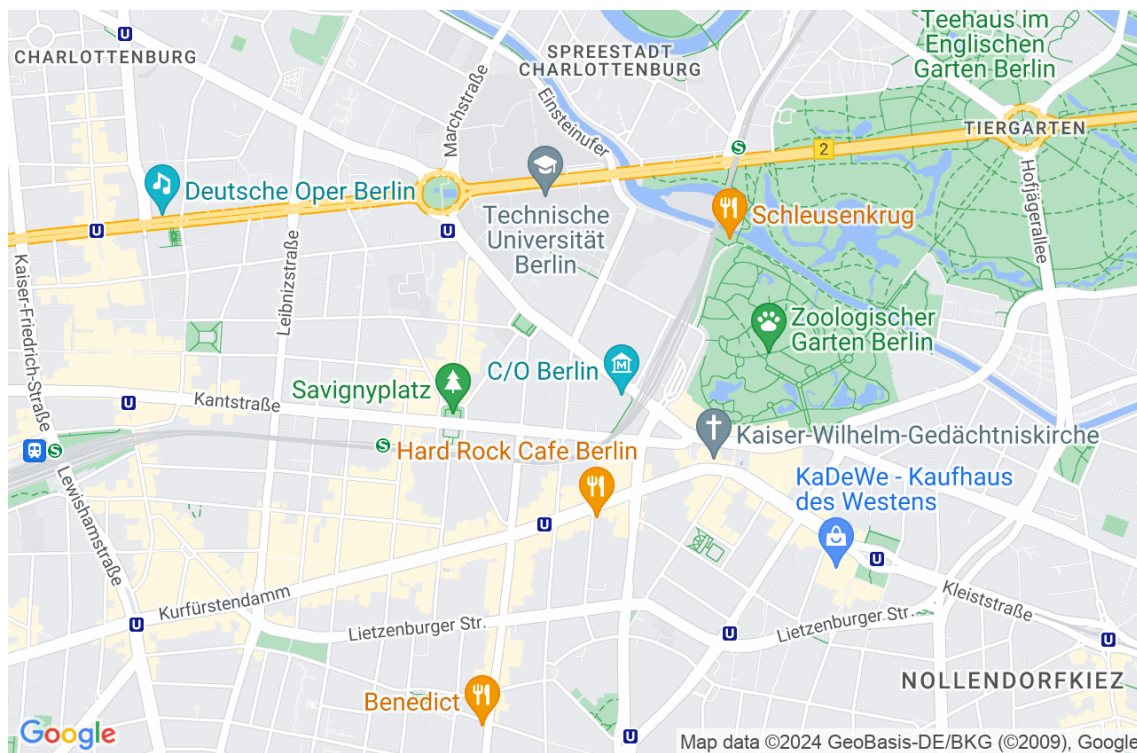 Teehaus im
Englischen
Garten Berlin
CHARLOTTENBURG
SPREESTADT
CHARLOTTENBURG
Marchstraße
Einsteinufer
TIERGARTEN
2
Deutsche Oper Berlin
Technische
Universität
Berlin
Schleusenkrug
Hofjägerallee
Kaiser-Friedrich-Straße
Leibnizstraße
Zoologischer
Garten Berlin
C/O Berlin
Savignyplatz
Kantstraße
Kaiser-Wilhelm-Gedächtniskirche
Hard Rock Cafe Berlin
KaDeWe - Kaufhaus
des Westens
Lewishamstraße
Kurfürstendamm
Kleiststraße
Lietzenburger Str.
Lietzenburger Str.
NOLLENDORFKIEZ
Benedict
Google
Map data ©2024 GeoBasis-DE/BKG (©2009), Google